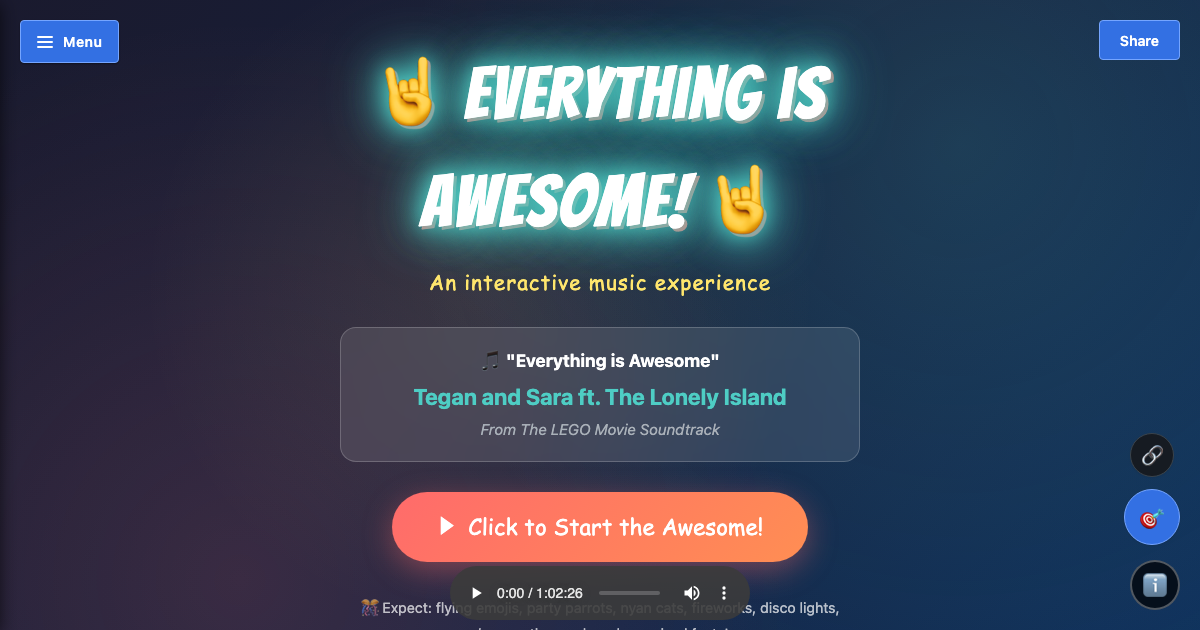 Menu
Share
🤘 EVERYTHING IS
AWESOME! 🤘
An interactive music experience
🎵 "Everything is Awesome"
Tegan and Sara ft. The Lonely Island
From The LEGO Movie Soundtrack
Click to Start the Awesome!
0:00 / 1:02:26
🎊 Expect: flying emojis, party parrots, nyan cats, fireworks, disco lights,